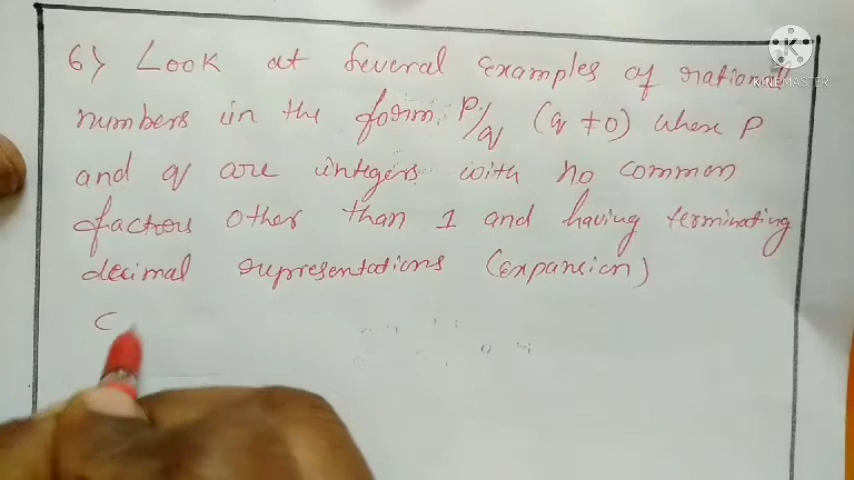 6) Look at several examples of rational
numbers in the form p/q (q ≠ 0) where p
and q are integers with no common
factors other than 1 and having terminating
decimal representations (expansion)
C
KINEMASTER